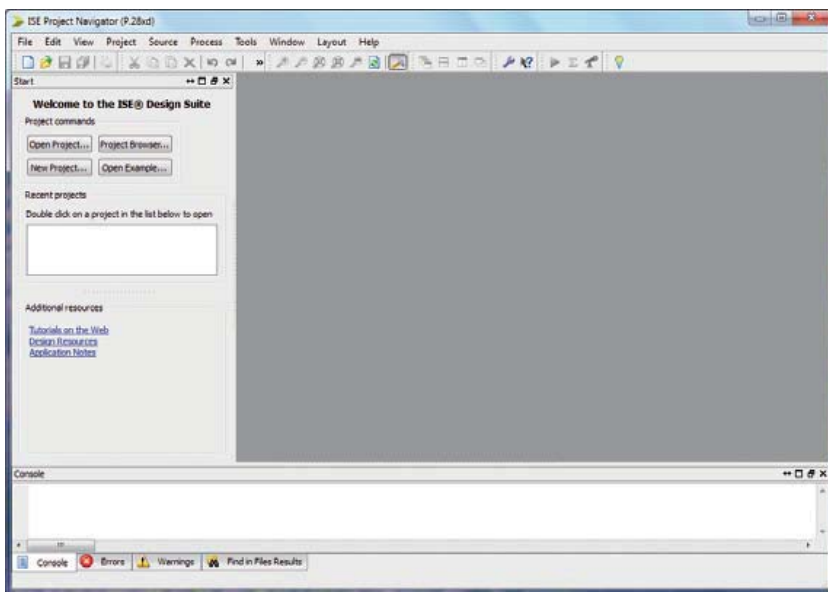 ISE Project Navigator (P.28xd)
File Edit View Project Source Process Tools Window Layout Help
Start
Welcome to the ISE® Design Suite
Project commands
Open Project... Project Browser...
New Project... Open Example...
Recent projects
Double click on a project in the list below to open
Additional resources
Tutorials on the Web
Design Resources
Application Notes
Console
Console Errors Warnings Find in Files Results